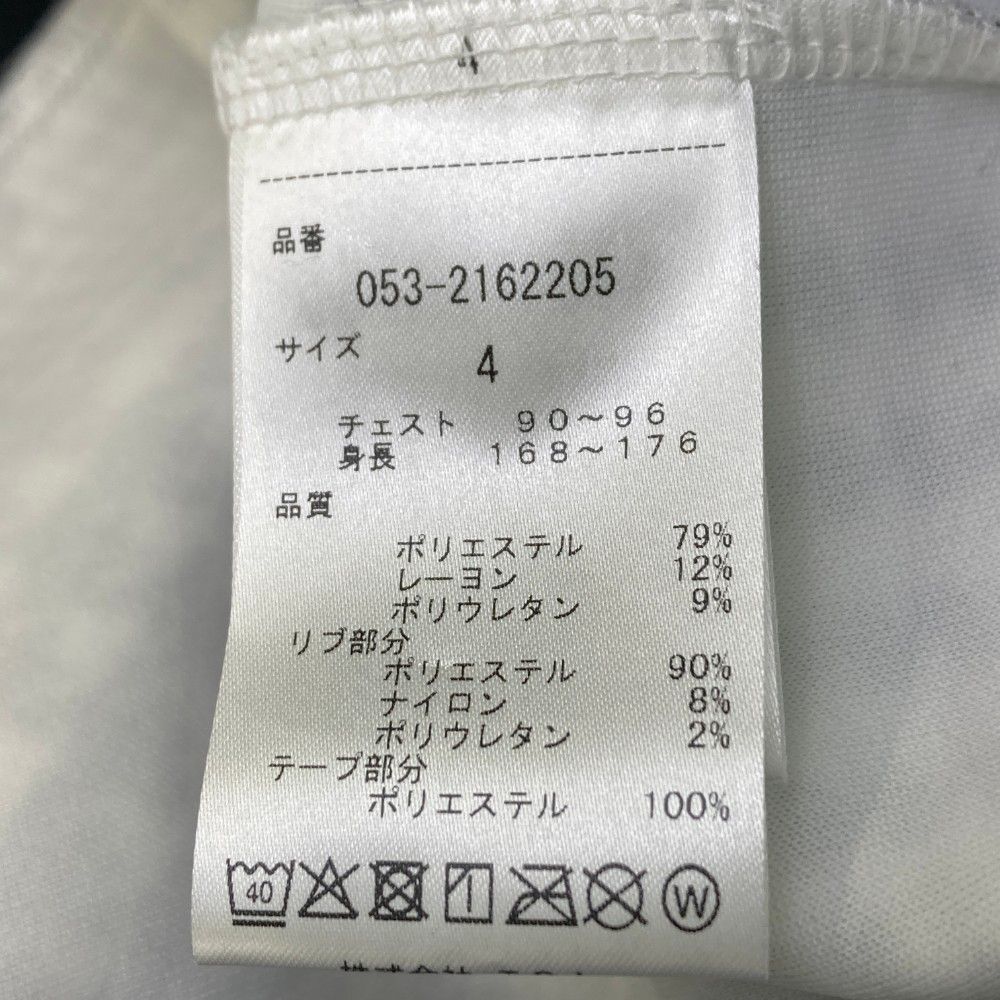 4
品番
053-2162205
サイズ
4
チェスト 90～96
身長 168～176
品質
ポリエステル 79%
レーヨン 12%
ポリウレタン 9%
リブ部分
ポリエステル 90%
ナイロン 8%
ポリウレタン 2%
テープ部分
ポリエステル 100%
40
W
株式会社